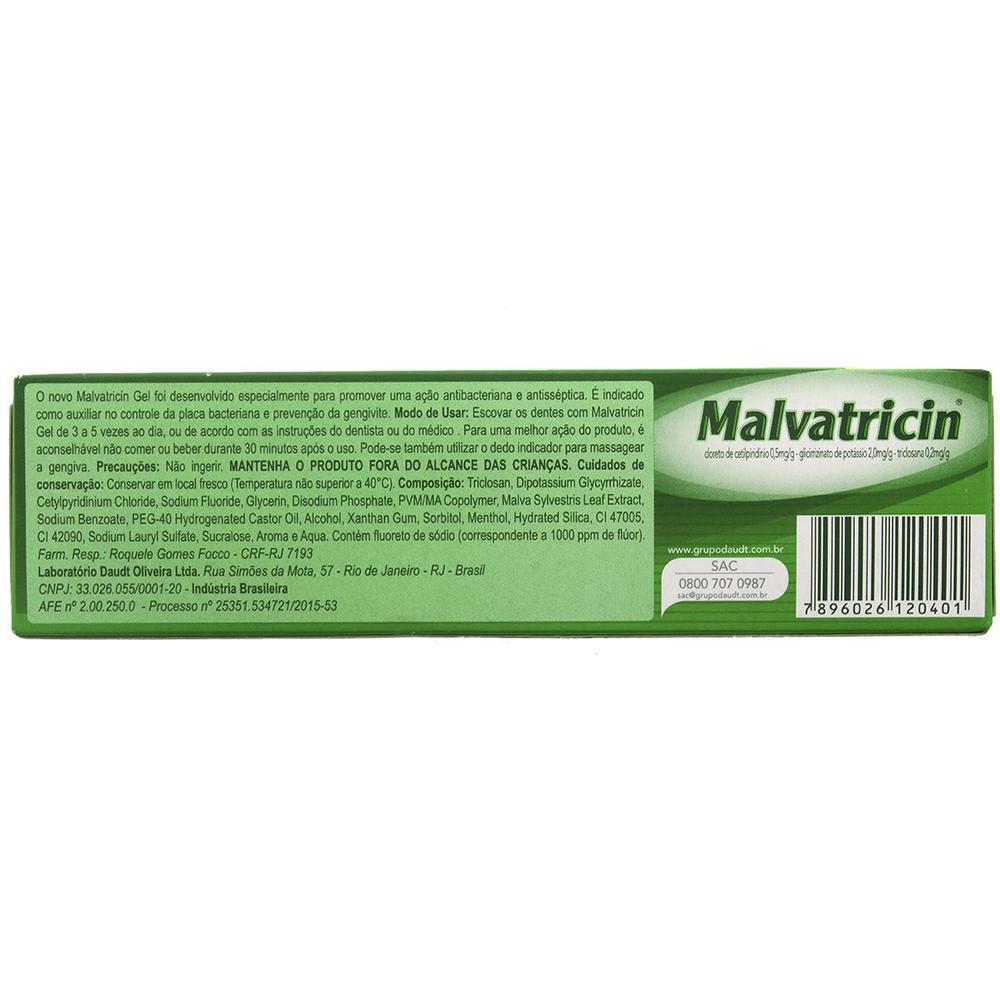 O novo Malvatricin Gel foi desenvolvido especialmente para promover uma ação antibacteriana e antisséptica. É indicado
como auxiliar no controle da placa bacteriana e prevenção da gengivite. Modo de Usar: Escovar os dentes com Malvatricin
Gel de 3 a 5 vezes ao dia, ou de acordo com as instruções do dentista ou do médico . Para uma melhor ação do produto, é
aconselhável não comer ou beber durante 30 minutos após o uso. Pode-se também utilizar o dedo indicador para massagear
a gengiva. Precauções: Não ingerir. MANTENHA O PRODUTO FORA DO ALCANCE DAS CRIANÇAS. Cuidados de
conservação: Conservar em local fresco (Temperatura não superior a 40°C). Composição: Triclosan, Dipotassium Glycyrrhizate,
Cetylpyridinium Chloride, Sodium Fluoride, Glycerin, Disodium Phosphate, PVM/MA Copolymer, Malva Sylvestris Leaf Extract,
Sodium Benzoate, PEG-40 Hydrogenated Castor Oil, Alcohol, Xanthan Gum, Sorbitol, Menthol, Hydrated Silica, CI 47005,
CI 42090, Sodium Lauryl Sulfate, Sucralose, Aroma e Aqua. Contém fluoreto de sódio (correspondente a 1000 ppm de flúor).
Farm. Resp.: Roquele Gomes Focco - CRF-RJ 7193
Laboratório Daudt Oliveira Ltda. Rua Simões da Mota, 57 - Rio de Janeiro - RJ - Brasil
CNPJ: 33.026.055/0001-20 - Indústria Brasileira
AFE nº 2.00.250.0 - Processo nº 25351.534721/2015-53
Malvatricin®
cloreto de cetilpiridínio 0,5mg/g - glicirrizinato de potássio 2,0mg/g - triclosana 0,2mg/g
www.grupodaudt.com.br
SAC
0800 707 0987
sac@grupodaudt.com.br
7 896026 120401